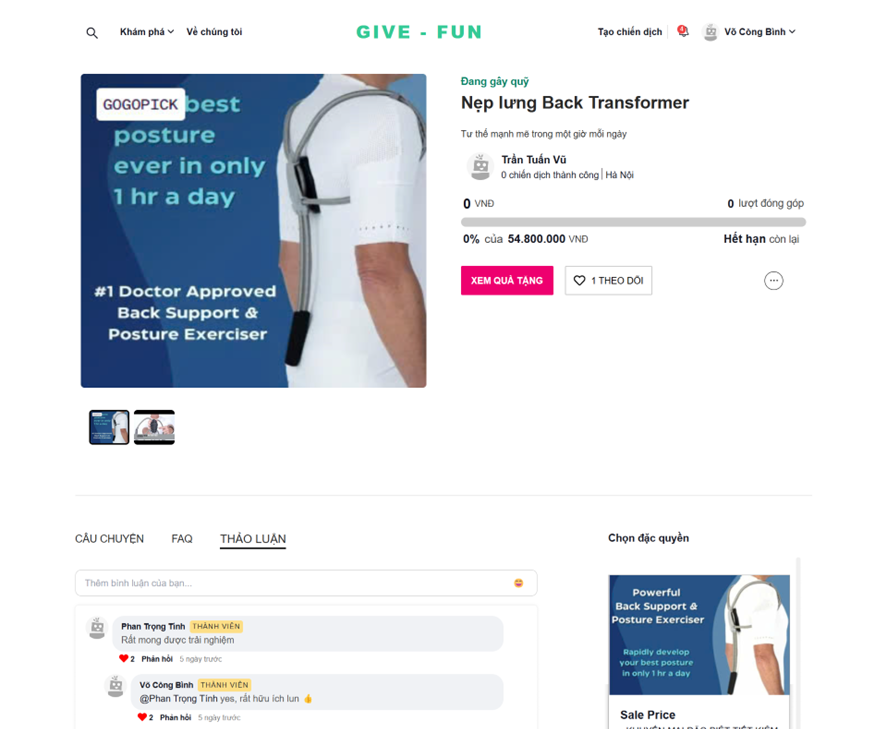 Khám phá
Về chúng tôi
GIVE - FUN
Tạo chiến dịch
4
Võ Công Bình
GOGOPICK best
posture
ever in only
1 hr a day
#1 Doctor Approved
Back Support &
Posture Exerciser
Đang gây quỹ
Nẹp lưng Back Transformer
Tư thế mạnh mẽ trong một giờ mỗi ngày
Trần Tuấn Vũ
0 chiến dịch thành công | Hà Nội
0 VNĐ
0 lượt đóng góp
0% của 54.800.000 VNĐ
Hết hạn còn lại
XEM QUÀ TẶNG
1 THEO DÕI
CÂU CHUYỆN
FAQ
THẢO LUẬN
Thêm bình luận của bạn...
Phan Trọng Tình THÀNH VIÊN
Rất mong được trải nghiệm
2 Phản hồi 5 ngày trước
Võ Công Bình THÀNH VIÊN
@Phan Trọng Tình yes, rất hữu ích lun 👍
2 Phản hồi 5 ngày trước
Chọn đặc quyền
Powerful
Back Support &
Posture Exerciser
Rapidly develop
your best posture
in only 1 hr a day
Sale Price